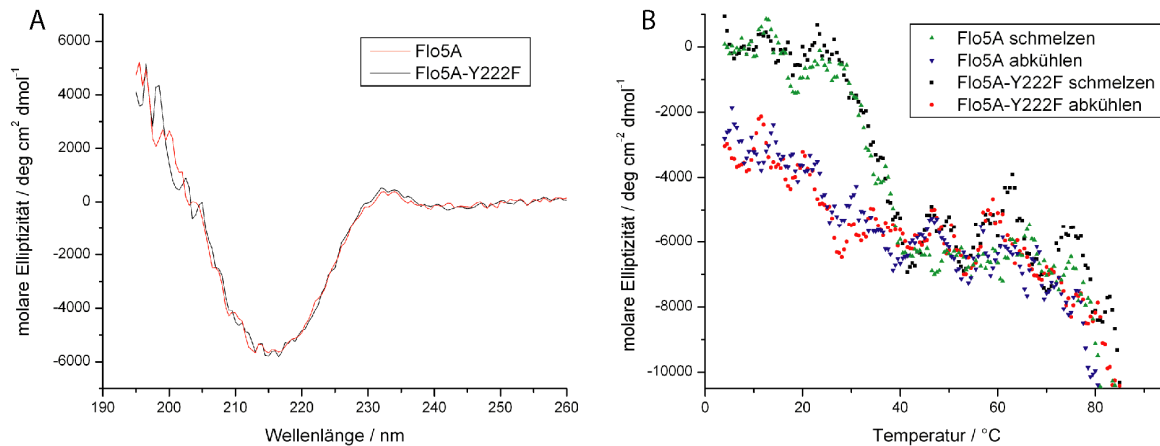 A
molare Elliptizität / deg cm² dmol⁻¹
6000
4000
2000
0
-2000
-4000
-6000
190 200 210 220 230 240 250 260
Wellenlänge / nm
Flo5A
Flo5A-Y222F
B
molare Elliptizität / deg cm⁻² dmol⁻¹
0
-2000
-4000
-6000
-8000
-10000
0 20 40 60 80
Temperatur / °C
Flo5A schmelzen
Flo5A abkühlen
Flo5A-Y222F schmelzen
Flo5A-Y222F abkühlen